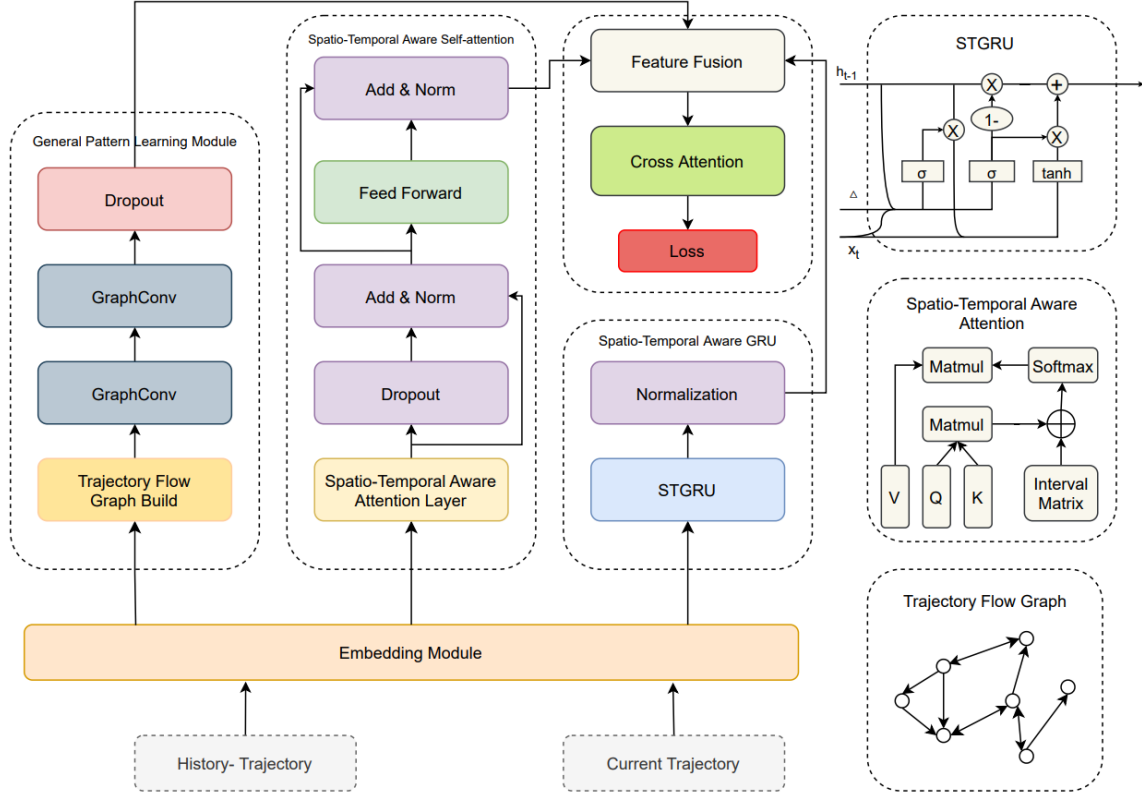 General Pattern Learning Module
Dropout
GraphConv
GraphConv
Trajectory Flow
Graph Build
Spatio-Temporal Aware Self-attention
Add & Norm
Feed Forward
Add & Norm
Dropout
Spatio-Temporal Aware
Attention Layer
Feature Fusion
Cross Attention
Loss
Spatio-Temporal Aware GRU
Normalization
STGRU
Embedding Module
History- Trajectory
Current Trajectory
STGRU
h_{t-1}
X
+
1-
X
X
σ
σ
tanh
△
x_t
Spatio-Temporal Aware
Attention
Matmul
Softmax
Matmul
V
Q
K
Interval
Matrix
Trajectory Flow Graph